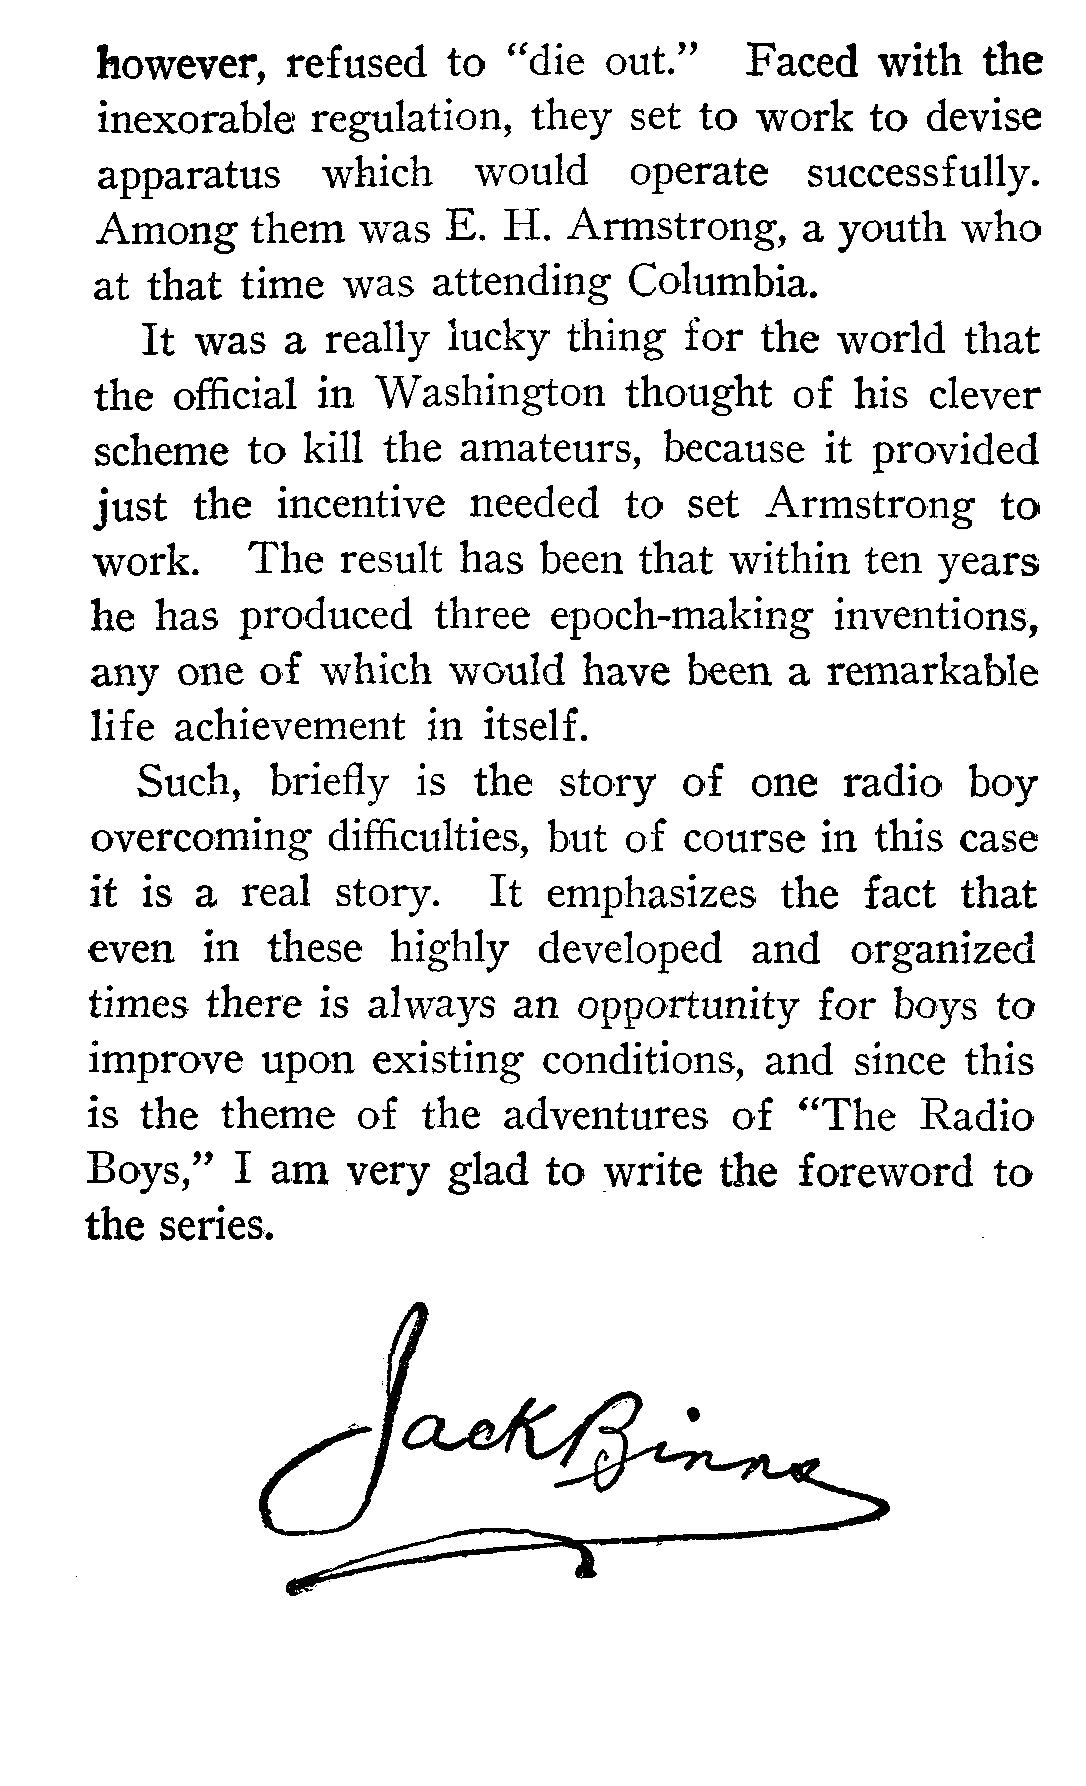 however, refused to “die out.” Faced with the
inexorable regulation, they set to work to devise
apparatus which would operate successfully.
Among them was E. H. Armstrong, a youth who
at that time was attending Columbia.
It was a really lucky thing for the world that
the official in Washington thought of his clever
scheme to kill the amateurs, because it provided
just the incentive needed to set Armstrong to
work. The result has been that within ten years
he has produced three epoch-making inventions,
any one of which would have been a remarkable
life achievement in itself.
Such, briefly is the story of one radio boy
overcoming difficulties, but of course in this case
it is a real story. It emphasizes the fact that
even in these highly developed and organized
times there is always an opportunity for boys to
improve upon existing conditions, and since this
is the theme of the adventures of “The Radio
Boys,” I am very glad to write the foreword to
the series.
Jack Binns